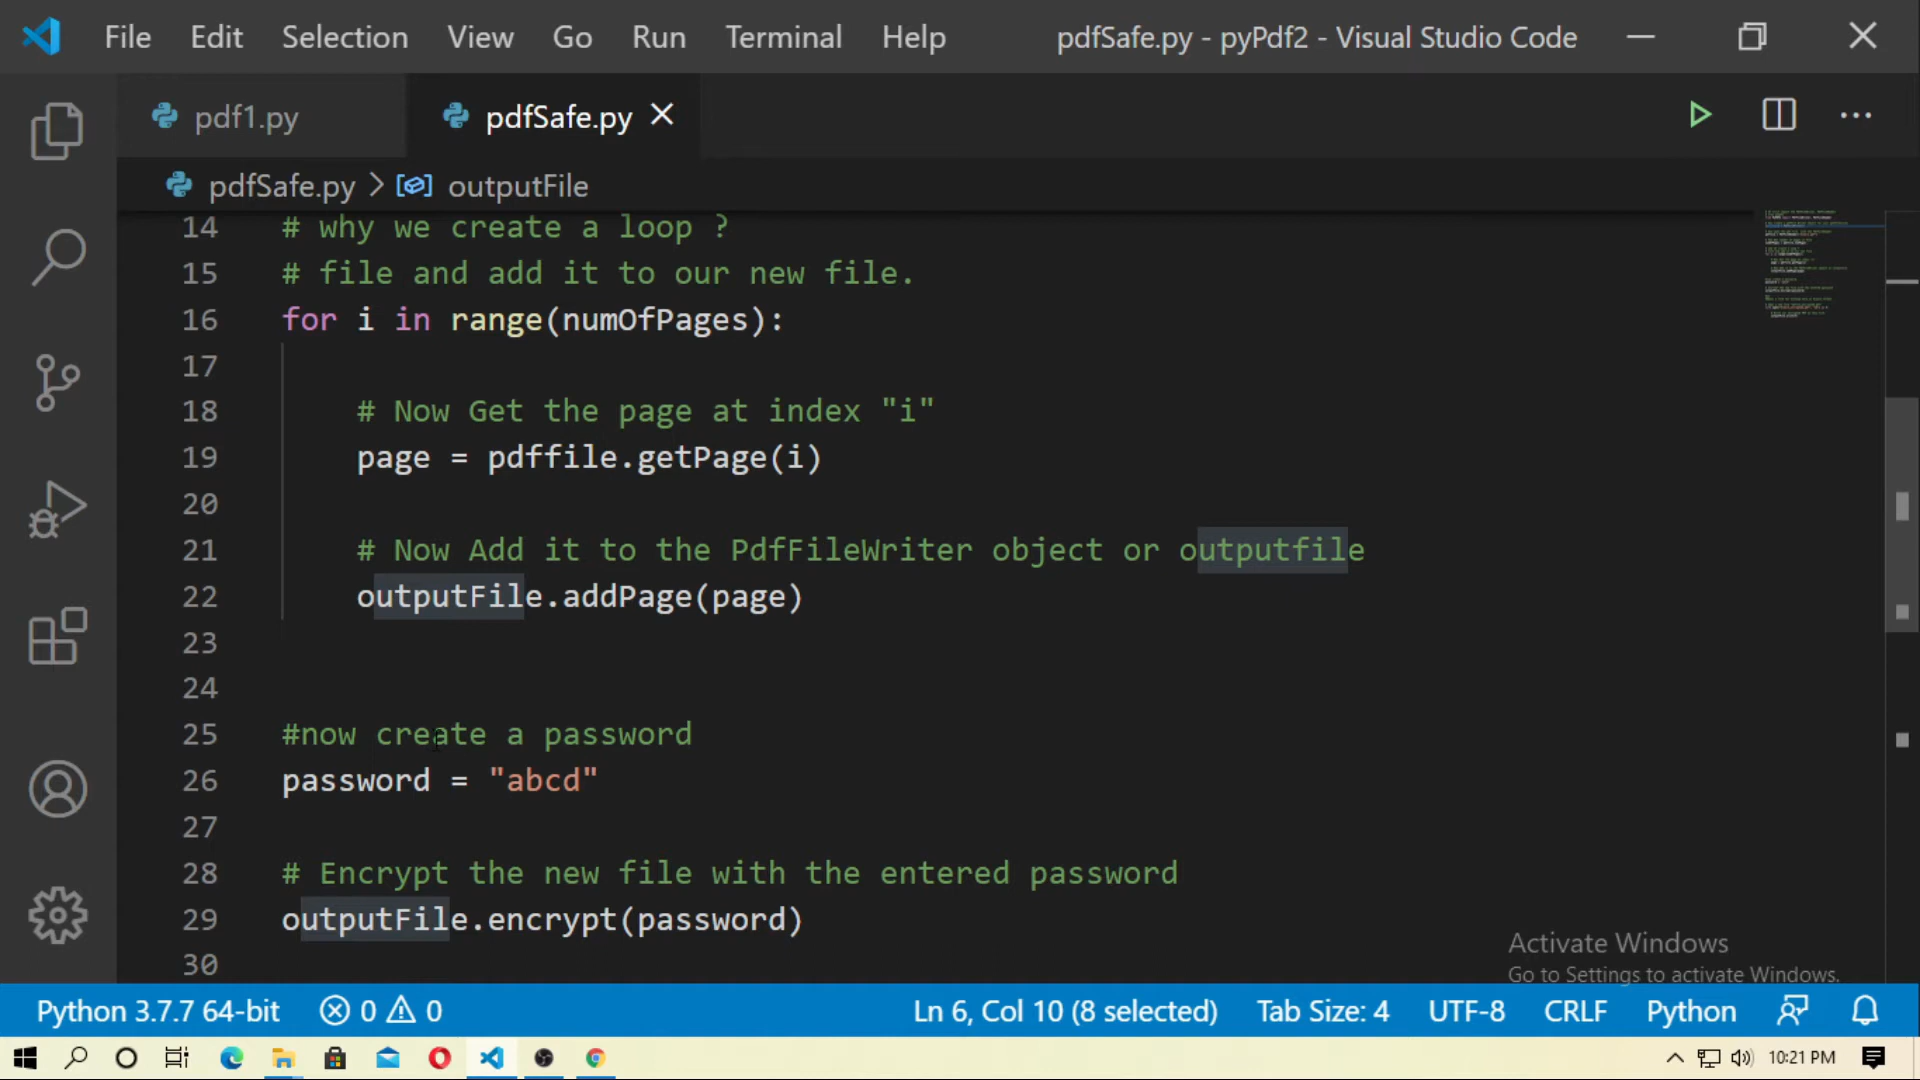 File Edit Selection View Go Run Terminal Help pdfSafe.py - pyPdf2 - Visual Studio Code
pdf1.py pdfSafe.py
pdfSafe.py > outputFile
14 # why we create a loop ?
15 # file and add it to our new file.
16 for i in range(numOfPages):
17
18 # Now Get the page at index "i"
19 page = pdffile.getPage(i)
20
21 # Now Add it to the PdfFileWriter object or outputfile
22 outputFile.addPage(page)
23
24
25 #now create a password
26 password = "abcd"
27
28 # Encrypt the new file with the entered password
29 outputFile.encrypt(password)
30
Activate Windows
Go to Settings to activate Windows.
Python 3.7.7 64-bit 0 0 Ln 6, Col 10 (8 selected) Tab Size: 4 UTF-8 CRLF Python
10:21 PM